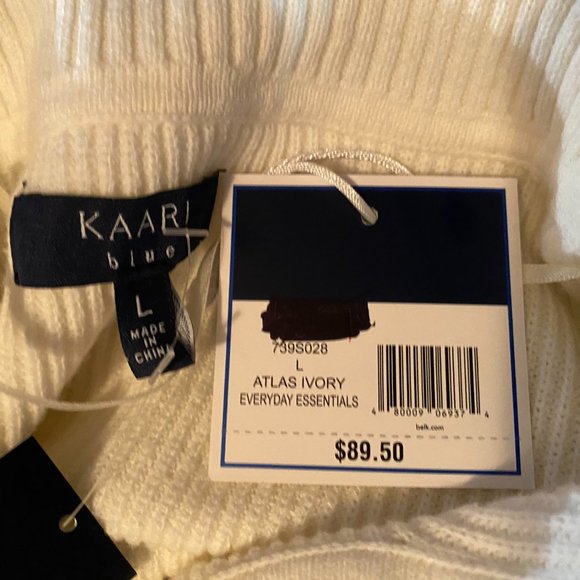 KAARI
blue
L
MADE
IN
CHINA
739S028
L
ATLAS IVORY
EVERYDAY ESSENTIALS
4 80009 06937 4
belk.com
$89.50